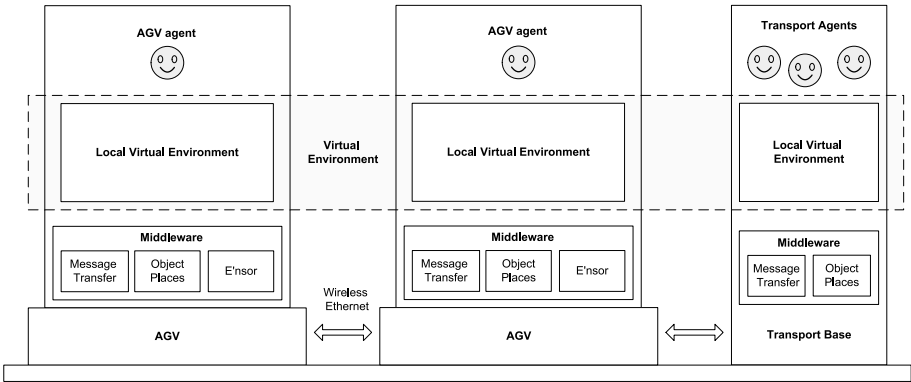 AGV agent
AGV agent
Transport Agents
Local Virtual Environment
Virtual
Environment
Local Virtual Environment
Local Virtual
Environment
Middleware
Message
Transfer
Object
Places
E'nsor
Middleware
Message
Transfer
Object
Places
E'nsor
Middleware
Message
Transfer
Object
Places
Wireless
Ethernet
AGV
AGV
Transport Base